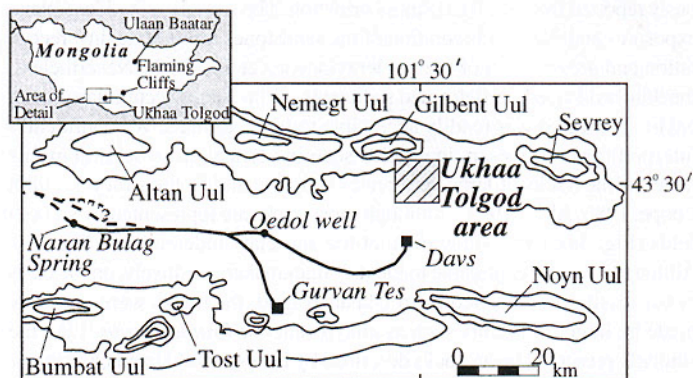 Ulaan Baatar
Mongolia
Flaming
Cliffs
Area of
Detail
Ukhaa Tolgod
101 30′
Nemegt Uul
Gilbent Uul
Sevrey
Altan Uul
Ukhaa
Tolgod
area
43 30′
?
Oedol well
Naran Bulag
Spring
Davs
Gurvan Tes
Noyn Uul
Bumbat Uul
Tost Uul
0 20
km